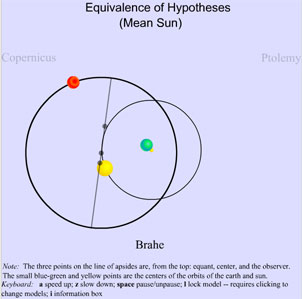 Equivalence of Hypotheses
(Mean Sun)
Copernicus
Ptolemy
Brahe
Note: The three points on the line of apsides are, from the top: equant, center, and the observer.
The small blue-green and yellow points are the centers of the orbits of the earth and sun.
Keyboard: a speed up; z slow down; space pause/unpause; l lock model -- requires clicking to
change models; i information box